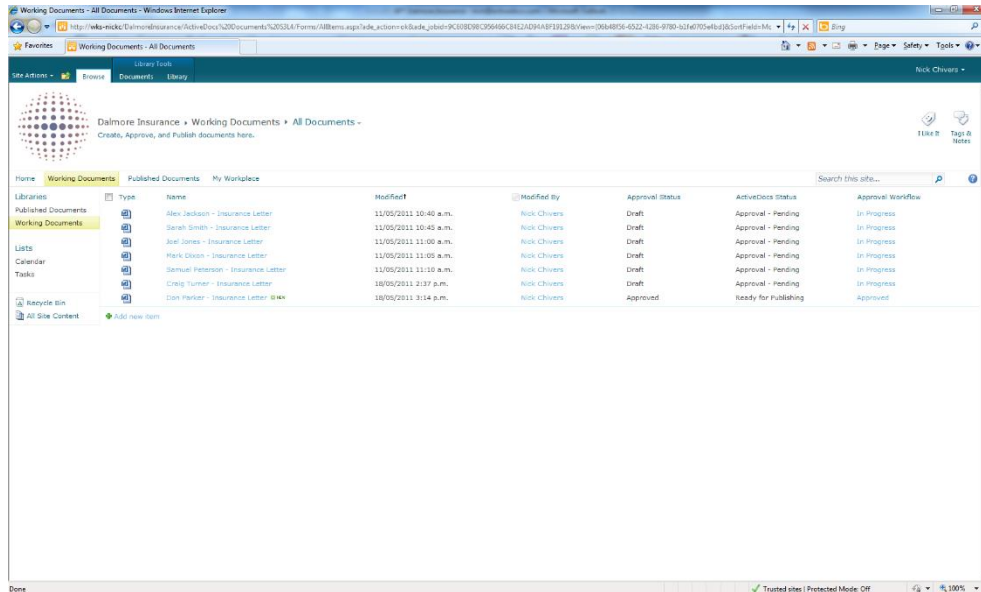 Working Documents - All Documents - Windows Internet Explorer
Bing
Favorites Working Documents - All Documents Page Safety Tools
Library Tools
Site Actions Browse Documents Library Nick Chivers
Dalmore Insurance Working Documents All Documents
Create, Approve, and Publish documents here.
I Like It Tags & Notes
Home Working Documents Published Documents My Workplace Search this site...
Libraries Type Name Modified Modified By Approval Status ActiveDocs Status Approval Workflow
Published Documents Alex Jackson - Insurance Letter 11/05/2011 10:40 a.m. Nick Chivers Draft Approval - Pending In Progress
Working Documents Sarah Smith - Insurance Letter 11/05/2011 10:45 a.m. Nick Chivers Draft Approval - Pending In Progress
Joel Jones - Insurance Letter 11/05/2011 11:00 a.m. Nick Chivers Draft Approval - Pending In Progress
Lists Mark Dixon - Insurance Letter 11/05/2011 11:05 a.m. Nick Chivers Draft Approval - Pending In Progress
Calendar Samuel Peterson - Insurance Letter 11/05/2011 11:10 a.m. Nick Chivers Draft Approval - Pending In Progress
Tasks Craig Turner - Insurance Letter 18/05/2011 2:37 p.m. Nick Chivers Draft Approval - Pending In Progress
Don Parker - Insurance Letter NEW 18/05/2011 3:14 p.m. Nick Chivers Approved Ready for Publishing Approved
Recycle Bin
All Site Content Add new item
Done Trusted sites | Protected Mode: Off 100%